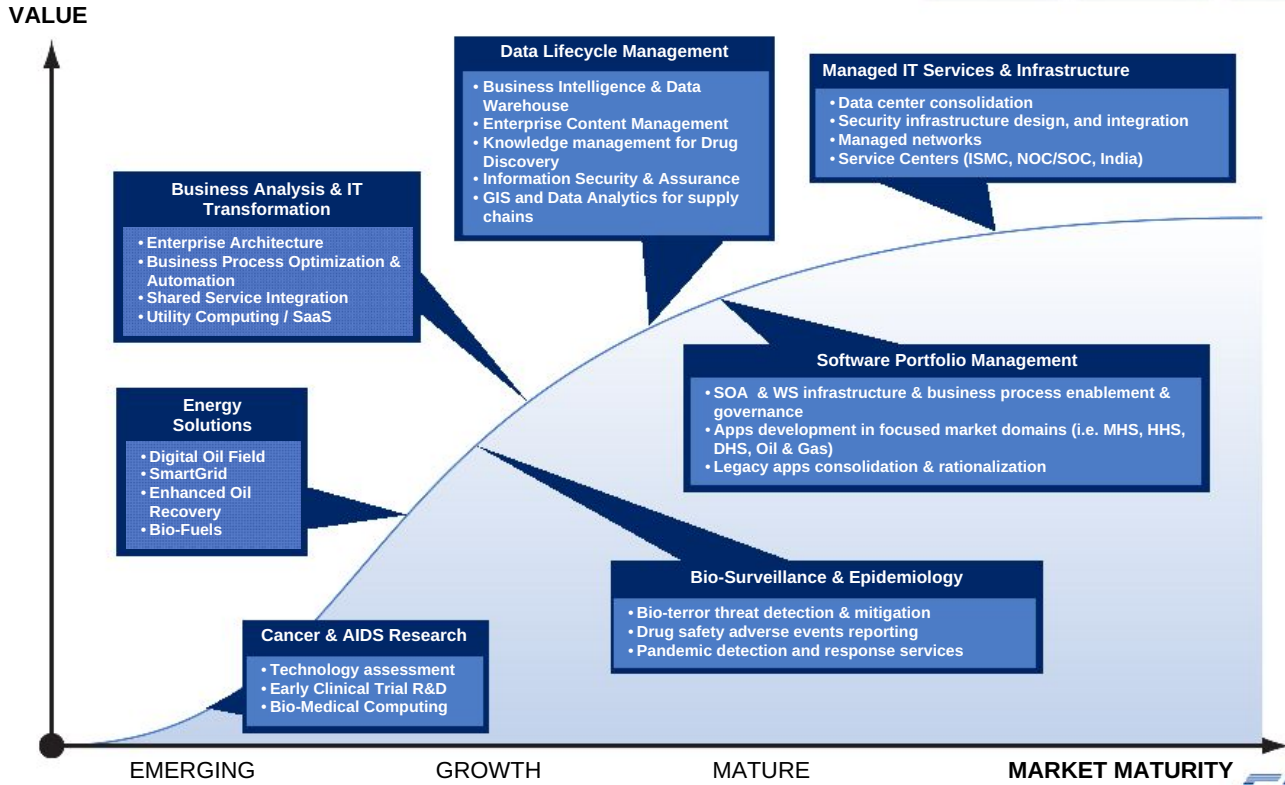 VALUE
Data Lifecycle Management
• Business Intelligence & Data
Warehouse
• Enterprise Content Management
• Knowledge management for Drug
Discovery
• Information Security & Assurance
• GIS and Data Analytics for supply
chains
Managed IT Services & Infrastructure
• Data center consolidation
• Security infrastructure design, and integration
• Managed networks
• Service Centers (ISMC, NOC/SOC, India)
Business Analysis & IT
Transformation
• Enterprise Architecture
• Business Process Optimization &
Automation
• Shared Service Integration
• Utility Computing / SaaS
Software Portfolio Management
• SOA & WS infrastructure & business process enablement &
governance
• Apps development in focused market domains (i.e. MHS, HHS,
DHS, Oil & Gas)
• Legacy apps consolidation & rationalization
Energy
Solutions
• Digital Oil Field
• SmartGrid
• Enhanced Oil
Recovery
• Bio-Fuels
Bio-Surveillance & Epidemiology
• Bio-terror threat detection & mitigation
• Drug safety adverse events reporting
• Pandemic detection and response services
Cancer & AIDS Research
• Technology assessment
• Early Clinical Trial R&D
• Bio-Medical Computing
EMERGING GROWTH MATURE MARKET MATURITY